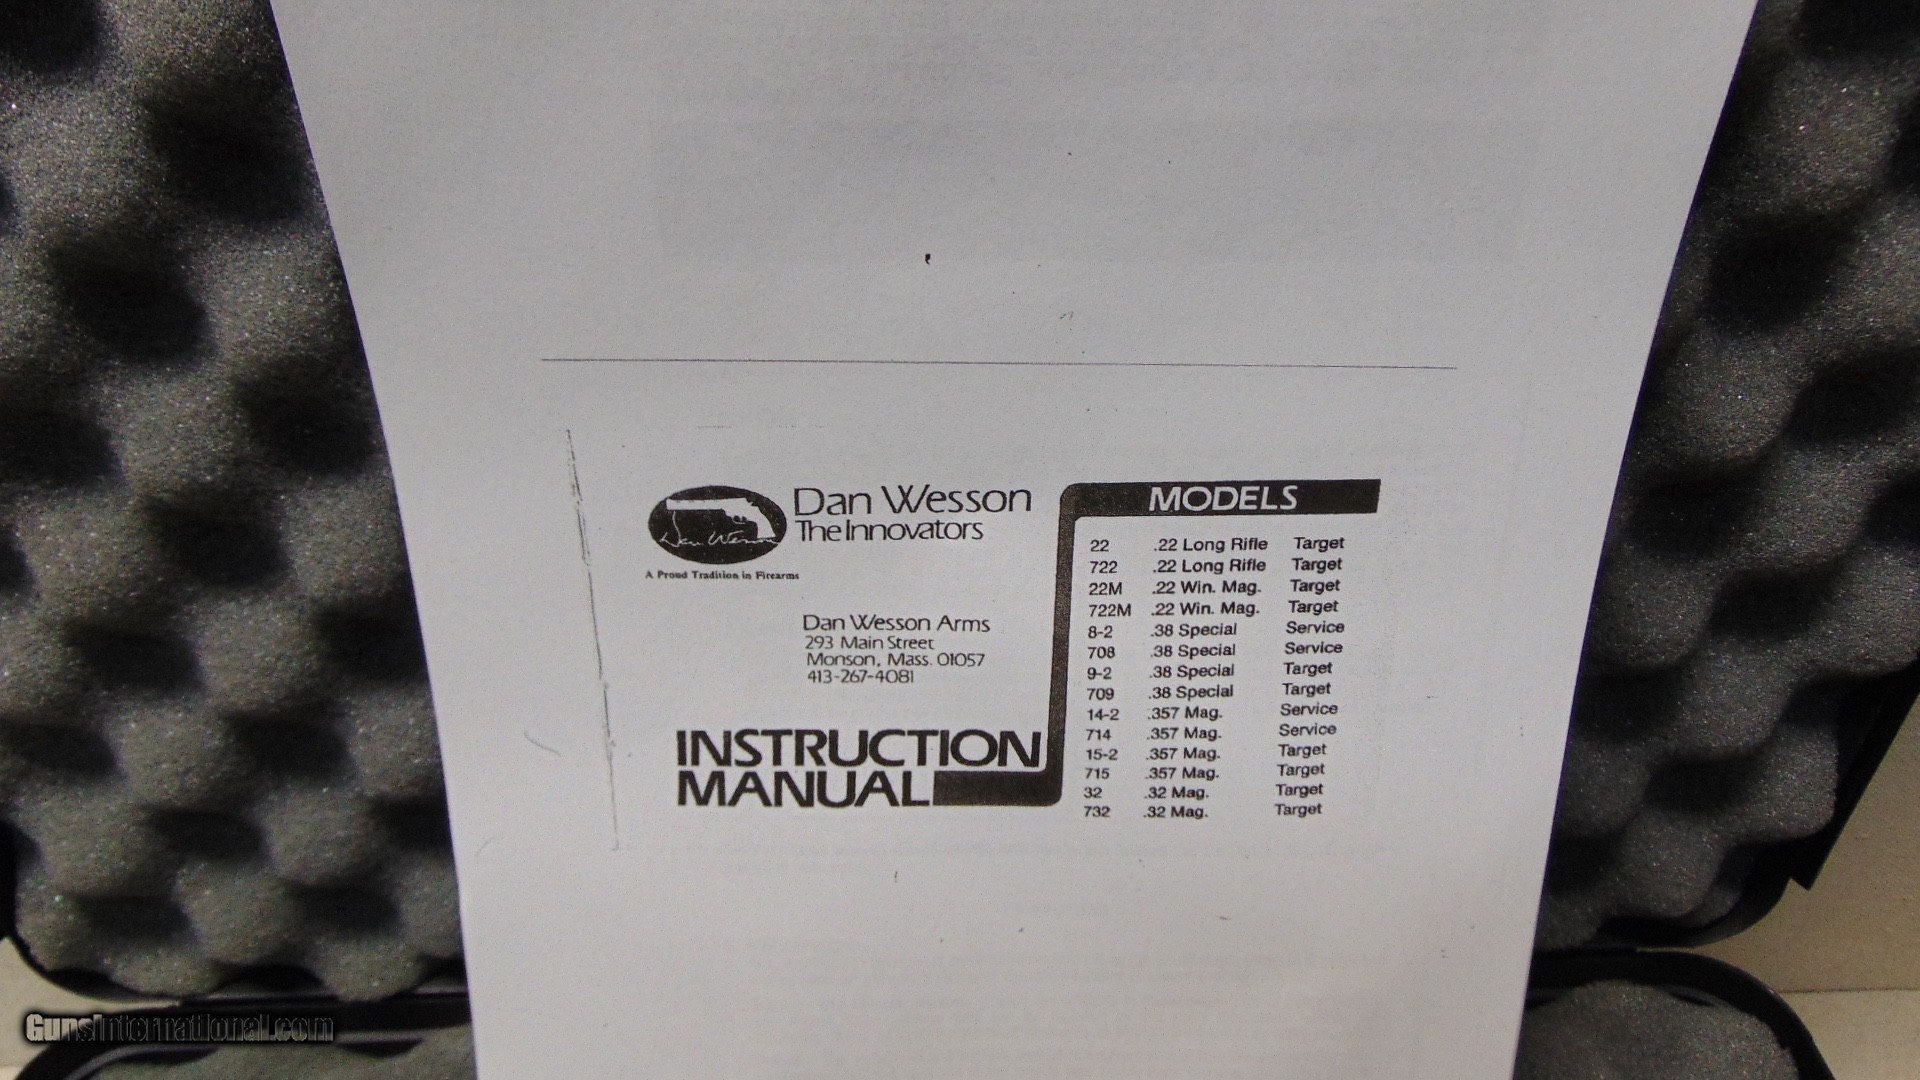 Dan Wesson
The Innovators
Dan Wesson
A Proud Tradition in Firearms
Dan Wesson Arms
293 Main Street
Monson, Mass. 01057
413-267-4081
INSTRUCTION
MANUAL
MODELS
22 .22 Long Rifle Target
722 .22 Long Rifle Target
22M .22 Win. Mag. Target
722M .22 Win. Mag. Target
8-2 .38 Special Service
708 .38 Special Service
9-2 .38 Special Target
709 .38 Special Target
14-2 .357 Mag. Service
714 .357 Mag. Service
15-2 .357 Mag. Target
715 .357 Mag. Target
32 .32 Mag. Target
732 .32 Mag. Target
GunsInternational.com